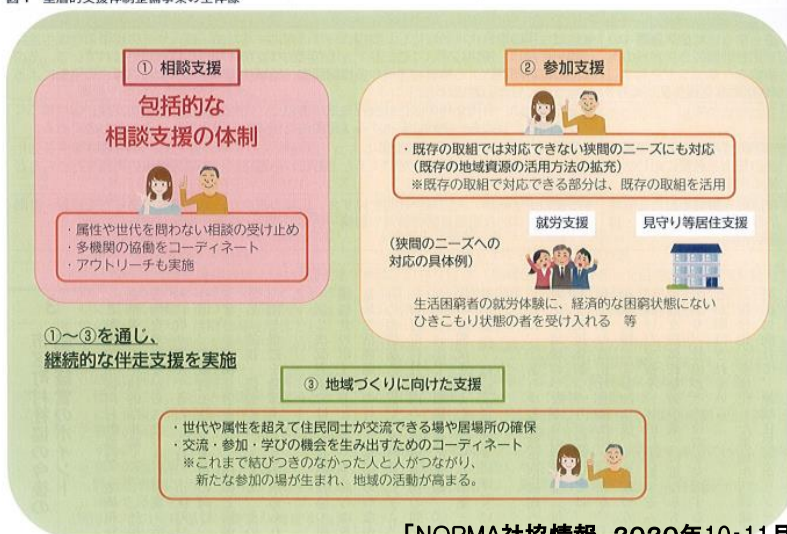 ① 相談支援
包括的な
相談支援の体制
・属性や世代を問わない相談の受け止め
・多機関の協働をコーディネート
・アウトリーチも実施
② 参加支援
・既存の取組では対応できない狭間のニーズにも対応
（既存の地域資源の活用方法の拡充）
※既存の取組で対応できる部分は、既存の取組を活用
（狭間のニーズへの
対応の具体例）
就労支援
見守り等居住支援
生活困窮者の就労体験に、経済的な困窮状態にない
ひきこもり状態の者を受け入れる　等
①～③を通じ、
継続的な伴走支援を実施
③ 地域づくりに向けた支援
・世代や属性を超えて住民同士が交流できる場や居場所の確保
・交流・参加・学びの機会を生み出すためのコーディネート
※これまで結びつきのなかった人と人がつながり、
新たな参加の場が生まれ、地域の活動が高まる。
「NORMA社協情報　2020年10-11月